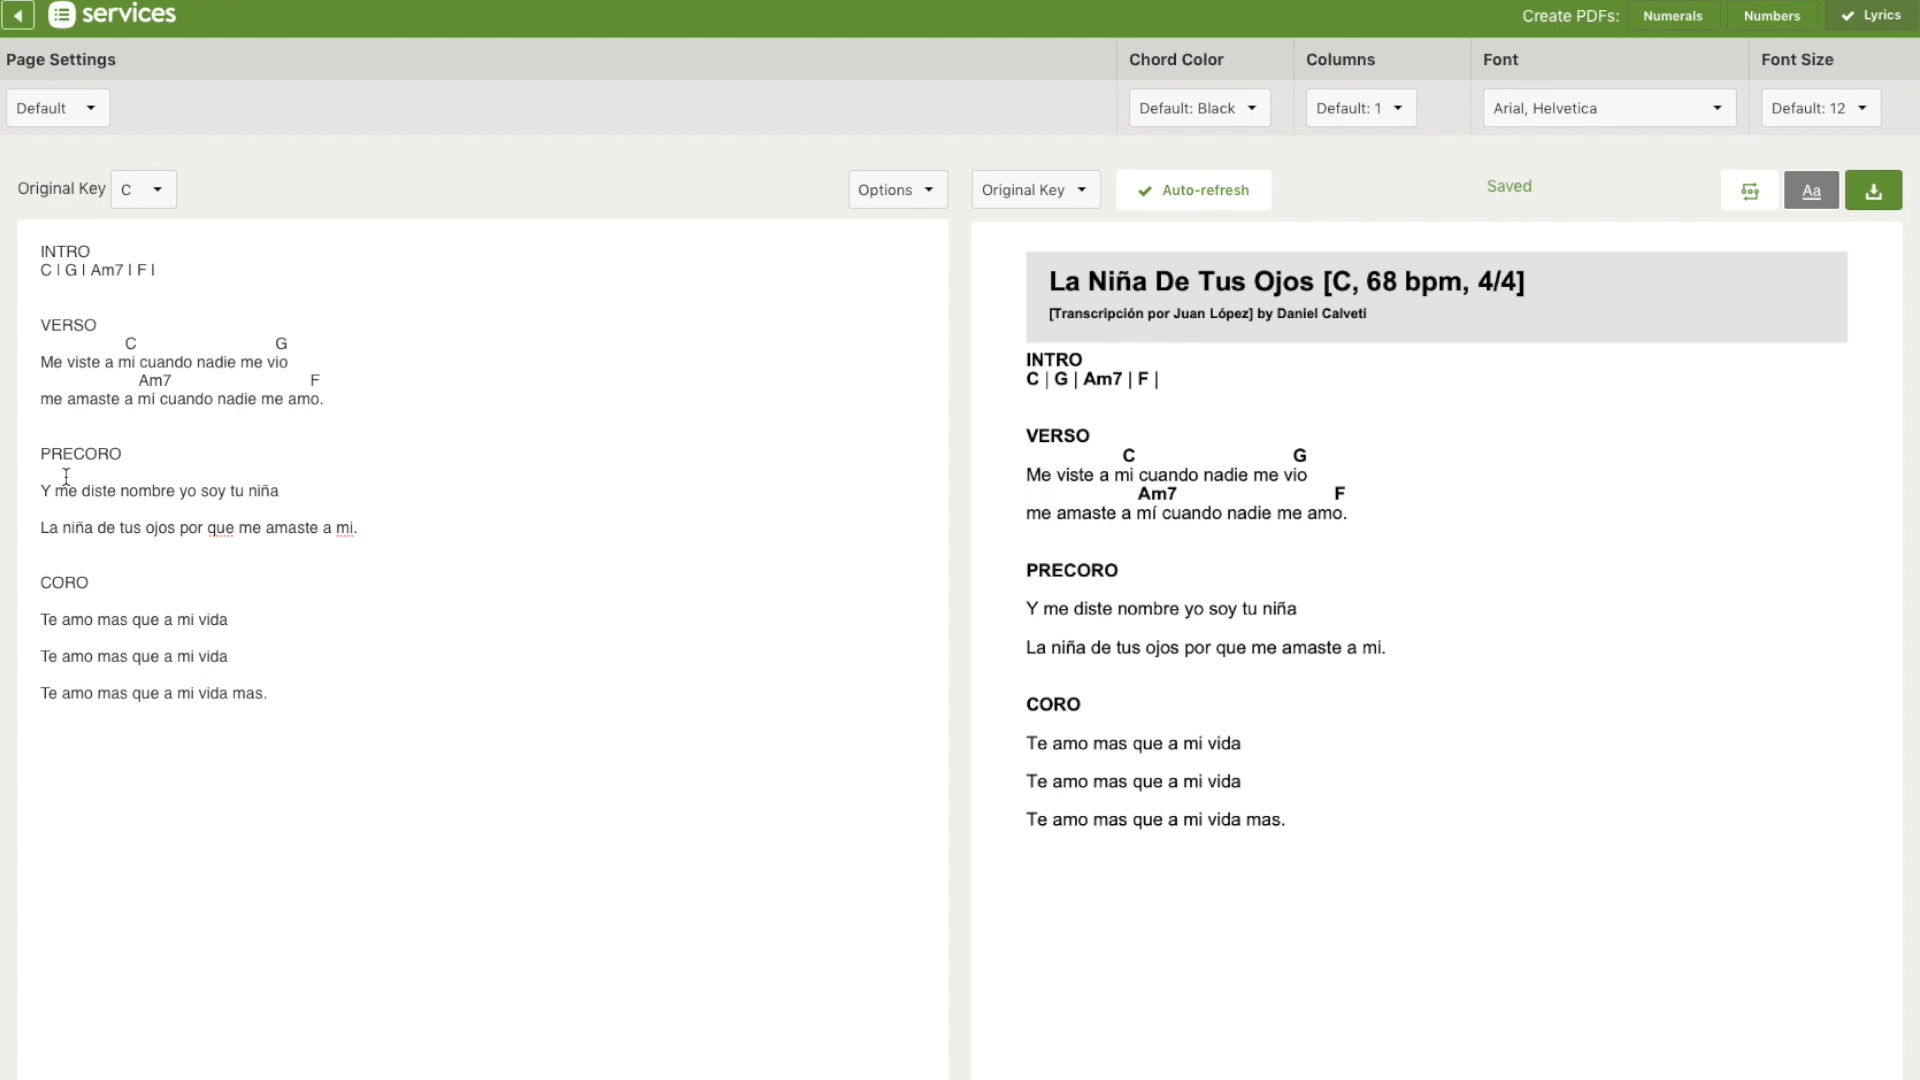 services
Create PDFs: Numerals Numbers Lyrics
Page Settings Chord Color Columns Font Font Size
Default Default: Black Default: 1 Arial, Helvetica Default: 12
Original Key C Options Original Key Auto-refresh Saved Aa
INTRO
C | G | Am7 | F |
VERSO
C G
Me viste a mi cuando nadie me vio
Am7 F
me amaste a mí cuando nadie me amo.
PRECORO
Y me diste nombre yo soy tu niña
La niña de tus ojos por que me amaste a mi.
CORO
Te amo mas que a mi vida
Te amo mas que a mi vida
Te amo mas que a mi vida mas.
La Niña De Tus Ojos [C, 68 bpm, 4/4]
[Transcripción por Juan López] by Daniel Calveti
INTRO
C | G | Am7 | F |
VERSO
C G
Me viste a mi cuando nadie me vio
Am7 F
me amaste a mí cuando nadie me amo.
PRECORO
Y me diste nombre yo soy tu niña
La niña de tus ojos por que me amaste a mi.
CORO
Te amo mas que a mi vida
Te amo mas que a mi vida
Te amo mas que a mi vida mas.